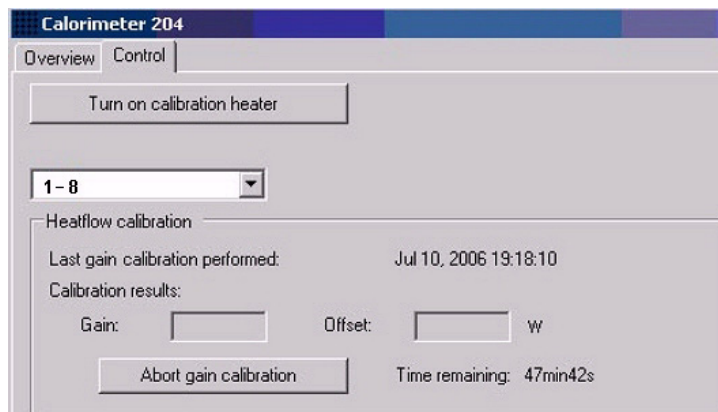 Calorimeter 204
Overview Control
Turn on calibration heater
1-8
Heatflow calibration
Last gain calibration performed: Jul 10, 2006 19:18:10
Calibration results:
Gain: Offset: W
Abort gain calibration Time remaining: 47min42s